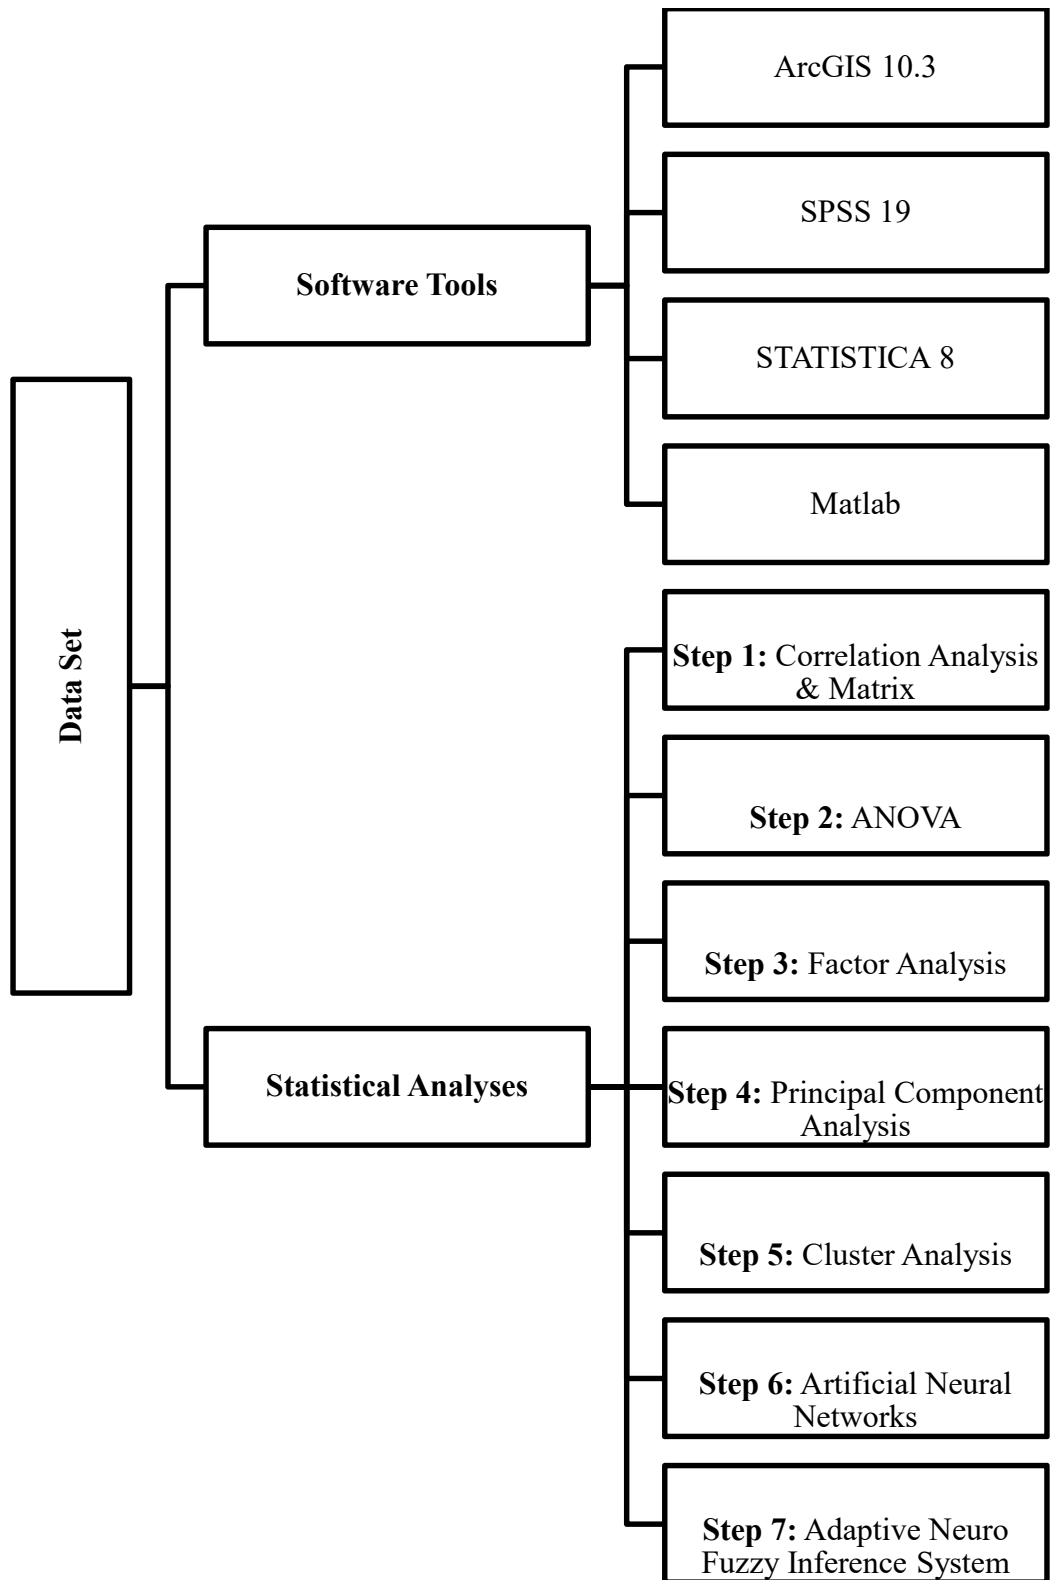 Data Set
Software Tools
ArcGIS 10.3
SPSS 19
STATISTICA 8
Matlab
Statistical Analyses
Step 1: Correlation Analysis
& Matrix
Step 2: ANOVA
Step 3: Factor Analysis
Step 4: Principal Component
Analysis
Step 5: Cluster Analysis
Step 6: Artificial Neural
Networks
Step 7: Adaptive Neuro
Fuzzy Inference System